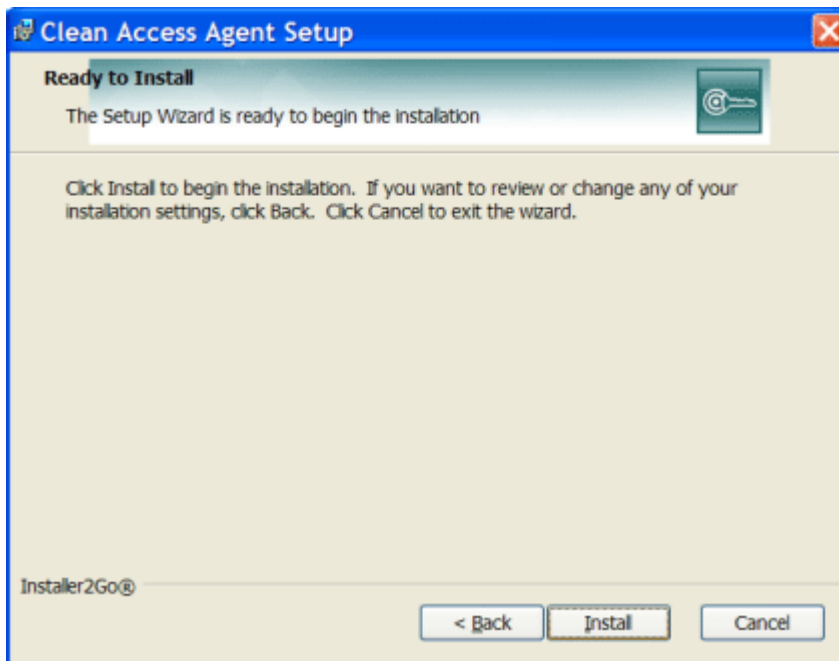 Clean Access Agent Setup
Ready to Install
The Setup Wizard is ready to begin the installation
Click Install to begin the installation.  If you want to review or change any of your
installation settings, click Back.  Click Cancel to exit the wizard.
Installer2Go®
< Back
Install
Cancel